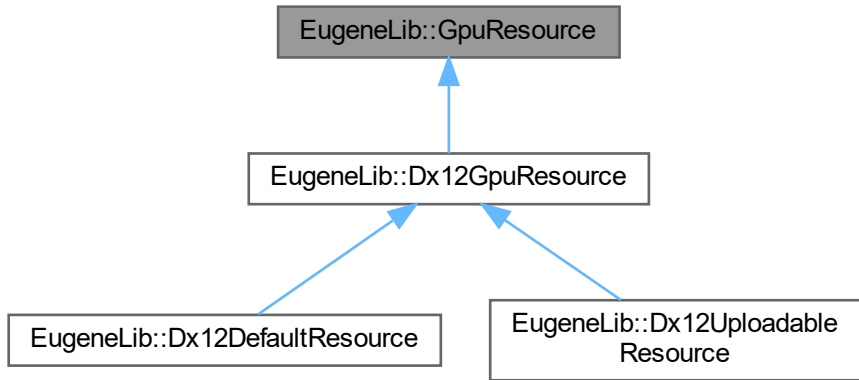 EugeneLib::GpuResource
EugeneLib::Dx12GpuResource
EugeneLib::Dx12DefaultResource
EugeneLib::Dx12Uploadable
Resource